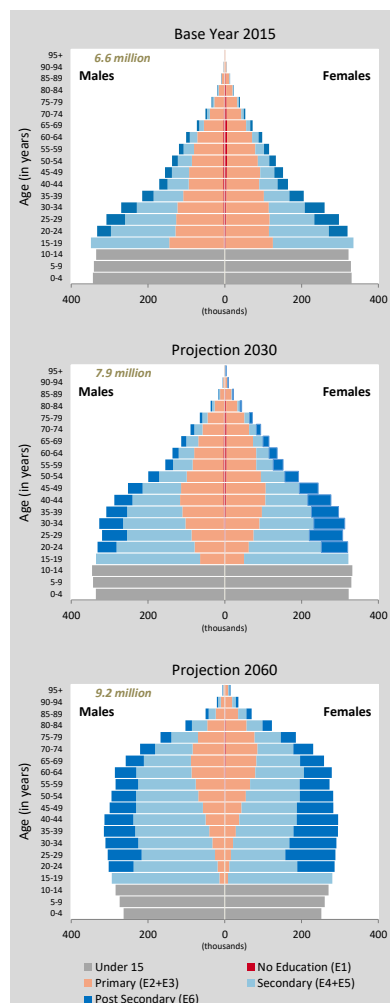 Base Year 2015
6.6 million
Males Females
Age (in years)
95+
90-94
85-89
80-84
75-79
70-74
65-69
60-64
55-59
50-54
45-49
40-44
35-39
30-34
25-29
20-24
15-19
10-14
5-9
0-4
400 200 0 200 400
(thousands)
Projection 2030
7.9 million
Males Females
Age (in years)
95+
90-94
85-89
80-84
75-79
70-74
65-69
60-64
55-59
50-54
45-49
40-44
35-39
30-34
25-29
20-24
15-19
10-14
5-9
0-4
400 200 0 200 400
(thousands)
Projection 2060
9.2 million
Males Females
Age (in years)
95+
90-94
85-89
80-84
75-79
70-74
65-69
60-64
55-59
50-54
45-49
40-44
35-39
30-34
25-29
20-24
15-19
10-14
5-9
0-4
400 200 0 200 400
(thousands)
Under 15 No Education (E1)
Primary (E2+E3) Secondary (E4+E5)
Post Secondary (E6)